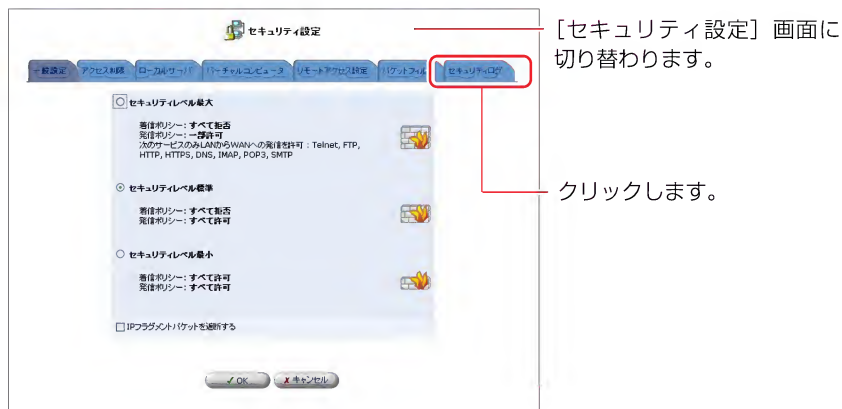 セキュリティ設定
[セキュリティ設定] 画面に
切り替わります。
一般設定 アクセス制限 ローカルサーバ バーチャルコンピュータ リモートアクセス設定 パケットフィル セキュリティログ
セキュリティレベル最大
着信ポリシー: すべて拒否
発信ポリシー: 一部許可
次のサービスのみLANからWANへの発信を許可 : Telnet, FTP,
HTTP, HTTPS, DNS, IMAP, POP3, SMTP
クリックします。
セキュリティレベル標準
着信ポリシー: すべて拒否
発信ポリシー: すべて許可
セキュリティレベル最小
着信ポリシー: すべて許可
発信ポリシー: すべて許可
IPフラグメントパケットを遮断する
OK キャンセル